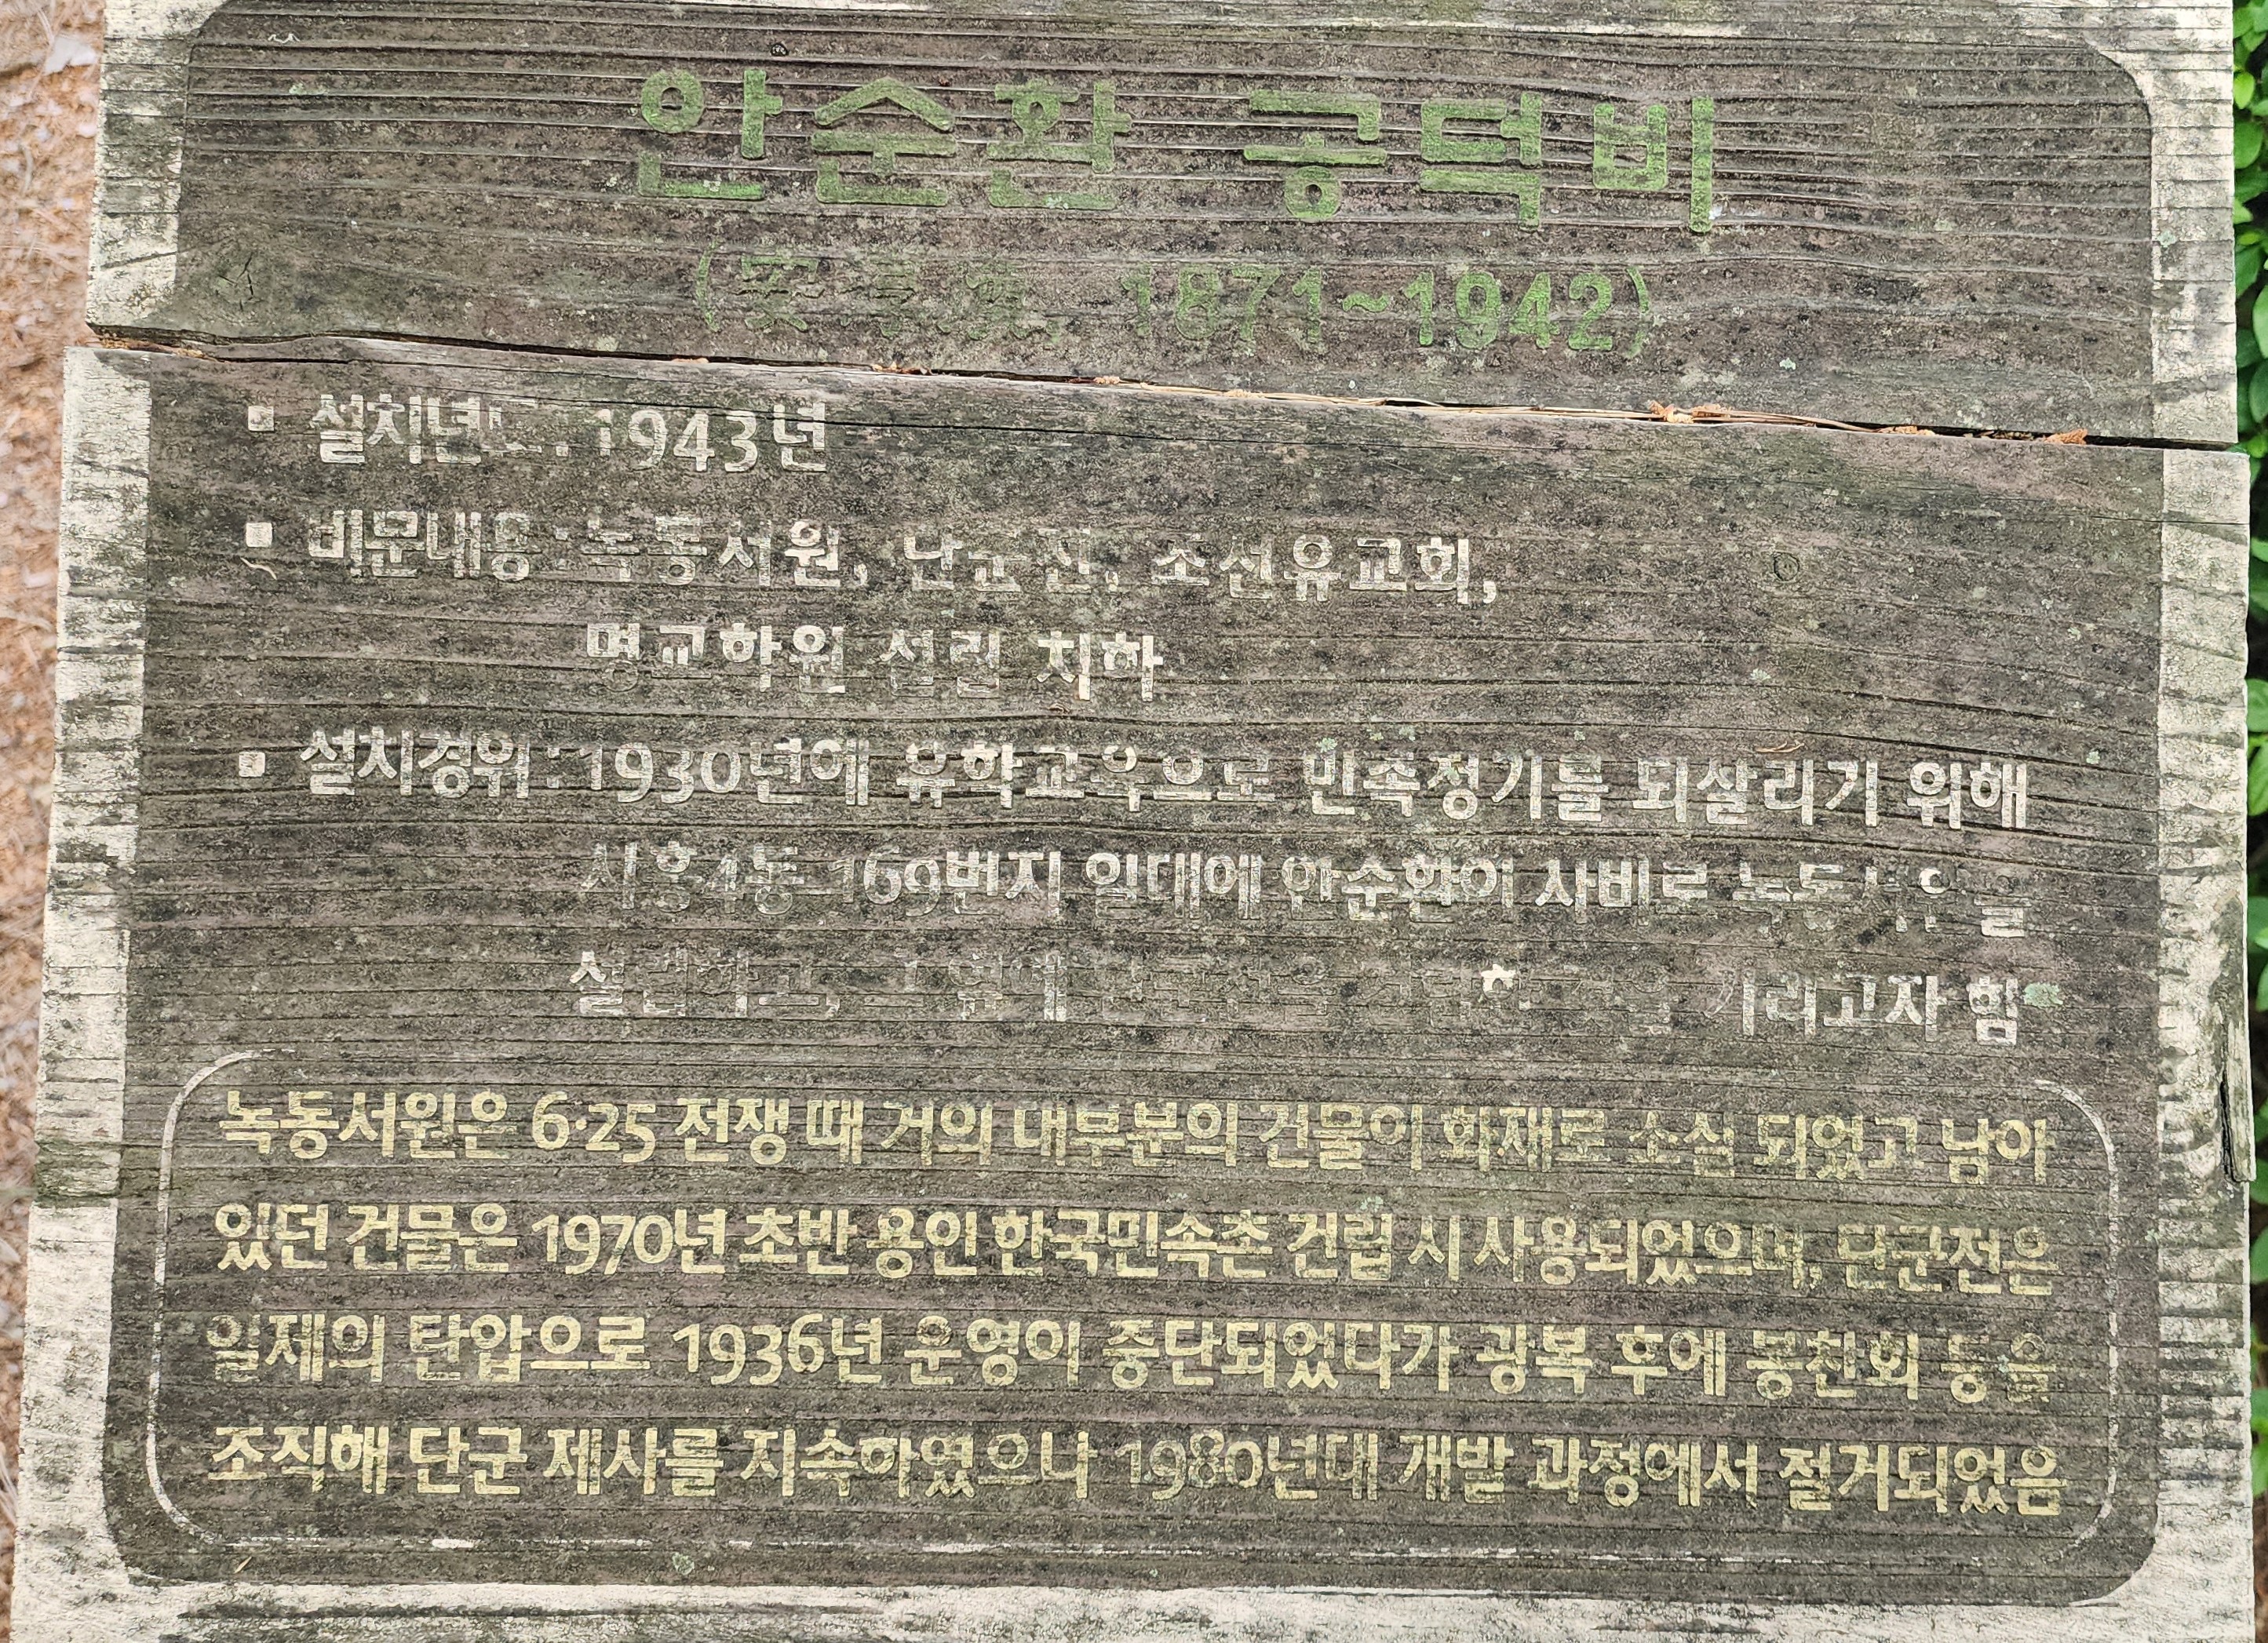 안순환 공덕비
(安淳煥 1871~1942)
▪ 설치년도 : 1943년
▪ 비문내용 : 녹동서원, 단군전, 조선유교회,
명교학원 설립 치하
▪ 설치경위 : 1930년에 유학교육으로 민족정기를 되살리기 위해
시흥4동 169번지 일대에 안순환이 사비로 녹동서원을
설립하고, 기리고자 함
녹동서원은 6·25 전쟁 때 거의 대부분의 건물이 화재로 소실 되었고 남아
있던 건물은 1970년 초반 용인 한국민속촌 건립 시 사용되었으며, 단군전은
일제의 탄압으로 1936년 운영이 중단되었다가 광복 후에 봉찬회 등을
조직해 단군 제사를 지속하였으나 1980년대 개발 과정에서 철거되었음